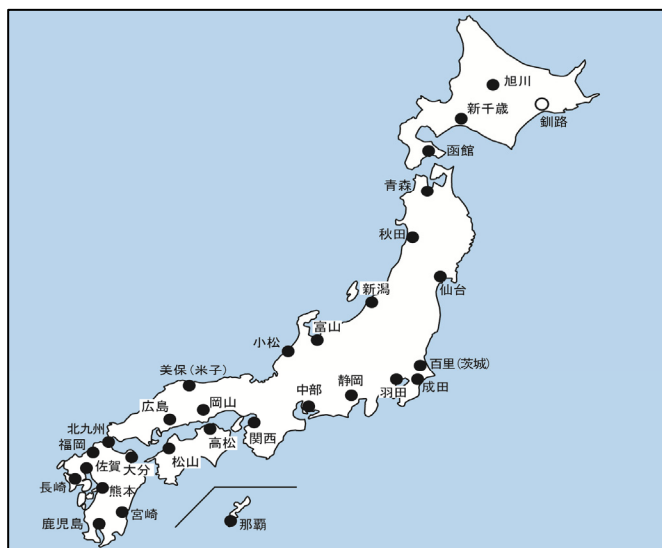 旭川
新千歳
釧路
函館
青森
秋田
仙台
新潟
富山
小松
百里(茨城)
美保(米子)
静岡
羽田
成田
中部
岡山
広島
北九州
関西
高松
福岡
佐賀
大分
松山
長崎
熊本
宮崎
鹿児島
那覇